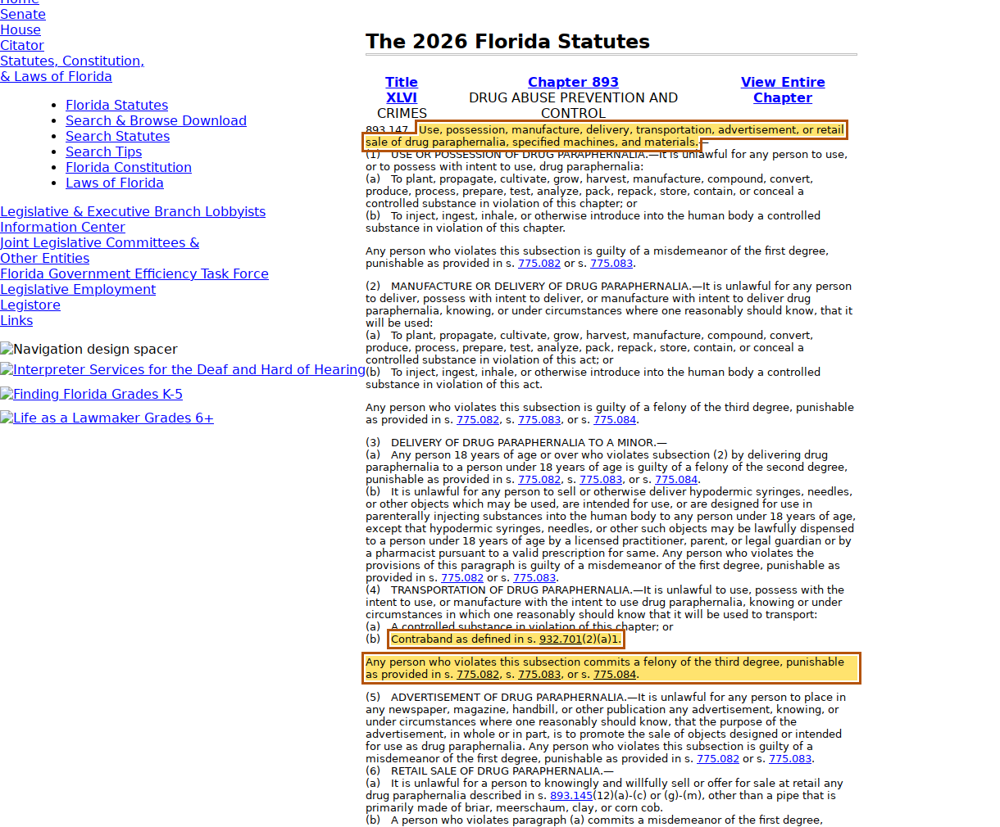 Home
Senate
House
Citator
Statutes, Constitution,
& Laws of Florida
Florida Statutes
Search & Browse Download
Search Statutes
Search Tips
Florida Constitution
Laws of Florida
Legislative & Executive Branch Lobbyists
Information Center
Joint Legislative Committees &
Other Entities
Florida Government Efficiency Task Force
Legislative Employment
Legistore
Links
Navigation design spacer
Interpreter Services for the Deaf and Hard of Hearing
Finding Florida Grades K-5
Life as a Lawmaker Grades 6+
The 2026 Florida Statutes
Title
XLVI
CRIMES
Chapter 893
DRUG ABUSE PREVENTION AND
CONTROL
View Entire
Chapter
893.147 Use, possession, manufacture, delivery, transportation, advertisement, or retail
sale of drug paraphernalia, specified machines, and materials.—
(1) USE OR POSSESSION OF DRUG PARAPHERNALIA.—It is unlawful for any person to use,
or to possess with intent to use, drug paraphernalia:
(a) To plant, propagate, cultivate, grow, harvest, manufacture, compound, convert,
produce, process, prepare, test, analyze, pack, repack, store, contain, or conceal a
controlled substance in violation of this chapter; or
(b) To inject, ingest, inhale, or otherwise introduce into the human body a controlled
substance in violation of this chapter.
Any person who violates this subsection is guilty of a misdemeanor of the first degree,
punishable as provided in s. 775.082 or s. 775.083.
(2) MANUFACTURE OR DELIVERY OF DRUG PARAPHERNALIA.—It is unlawful for any person
to deliver, possess with intent to deliver, or manufacture with intent to deliver drug
paraphernalia, knowing, or under circumstances where one reasonably should know, that it
will be used:
(a) To plant, propagate, cultivate, grow, harvest, manufacture, compound, convert,
produce, process, prepare, test, analyze, pack, repack, store, contain, or conceal a
controlled substance in violation of this act; or
(b) To inject, ingest, inhale, or otherwise introduce into the human body a controlled
substance in violation of this act.
Any person who violates this subsection is guilty of a felony of the third degree, punishable
as provided in s. 775.082, s. 775.083, or s. 775.084.
(3) DELIVERY OF DRUG PARAPHERNALIA TO A MINOR.—
(a) Any person 18 years of age or over who violates subsection (2) by delivering drug
paraphernalia to a person under 18 years of age is guilty of a felony of the second degree,
punishable as provided in s. 775.082, s. 775.083, or s. 775.084.
(b) It is unlawful for any person to sell or otherwise deliver hypodermic syringes, needles,
or other objects which may be used, are intended for use, or are designed for use in
parenterally injecting substances into the human body to any person under 18 years of age,
except that hypodermic syringes, needles, or other such objects may be lawfully dispensed
to a person under 18 years of age by a licensed practitioner, parent, or legal guardian or by
a pharmacist pursuant to a valid prescription for same. Any person who violates the
provisions of this paragraph is guilty of a misdemeanor of the first degree, punishable as
provided in s. 775.082 or s. 775.083.
(4) TRANSPORTATION OF DRUG PARAPHERNALIA.—It is unlawful to use, possess with the
intent to use, or manufacture with the intent to use drug paraphernalia, knowing or under
circumstances in which one reasonably should know that it will be used to transport:
(a) A controlled substance in violation of this chapter; or
(b) Contraband as defined in s. 932.701(2)(a)1.
Any person who violates this subsection commits a felony of the third degree, punishable
as provided in s. 775.082, s. 775.083, or s. 775.084.
(5) ADVERTISEMENT OF DRUG PARAPHERNALIA.—It is unlawful for any person to place in
any newspaper, magazine, handbill, or other publication any advertisement, knowing, or
under circumstances where one reasonably should know, that the purpose of the
advertisement, in whole or in part, is to promote the sale of objects designed or intended
for use as drug paraphernalia. Any person who violates this subsection is guilty of a
misdemeanor of the first degree, punishable as provided in s. 775.082 or s. 775.083.
(6) RETAIL SALE OF DRUG PARAPHERNALIA.—
(a) It is unlawful for a person to knowingly and willfully sell or offer for sale at retail any
drug paraphernalia described in s. 893.145(12)(a)-(c) or (g)-(m), other than a pipe that is
primarily made of briar, meerschaum, clay, or corn cob.
(b) A person who violates paragraph (a) commits a misdemeanor of the first degree,